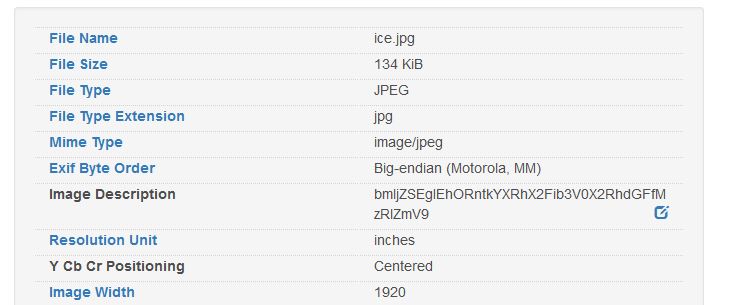 File Name ice.jpg
File Size 134 KiB
File Type JPEG
File Type Extension jpg
Mime Type image/jpeg
Exif Byte Order Big-endian (Motorola, MM)
Image Description bmljZSEgIEhORntkYXRhX2Fib3V0X2RhdGFfM
zRlZmV9
Resolution Unit inches
Y Cb Cr Positioning Centered
Image Width 1920